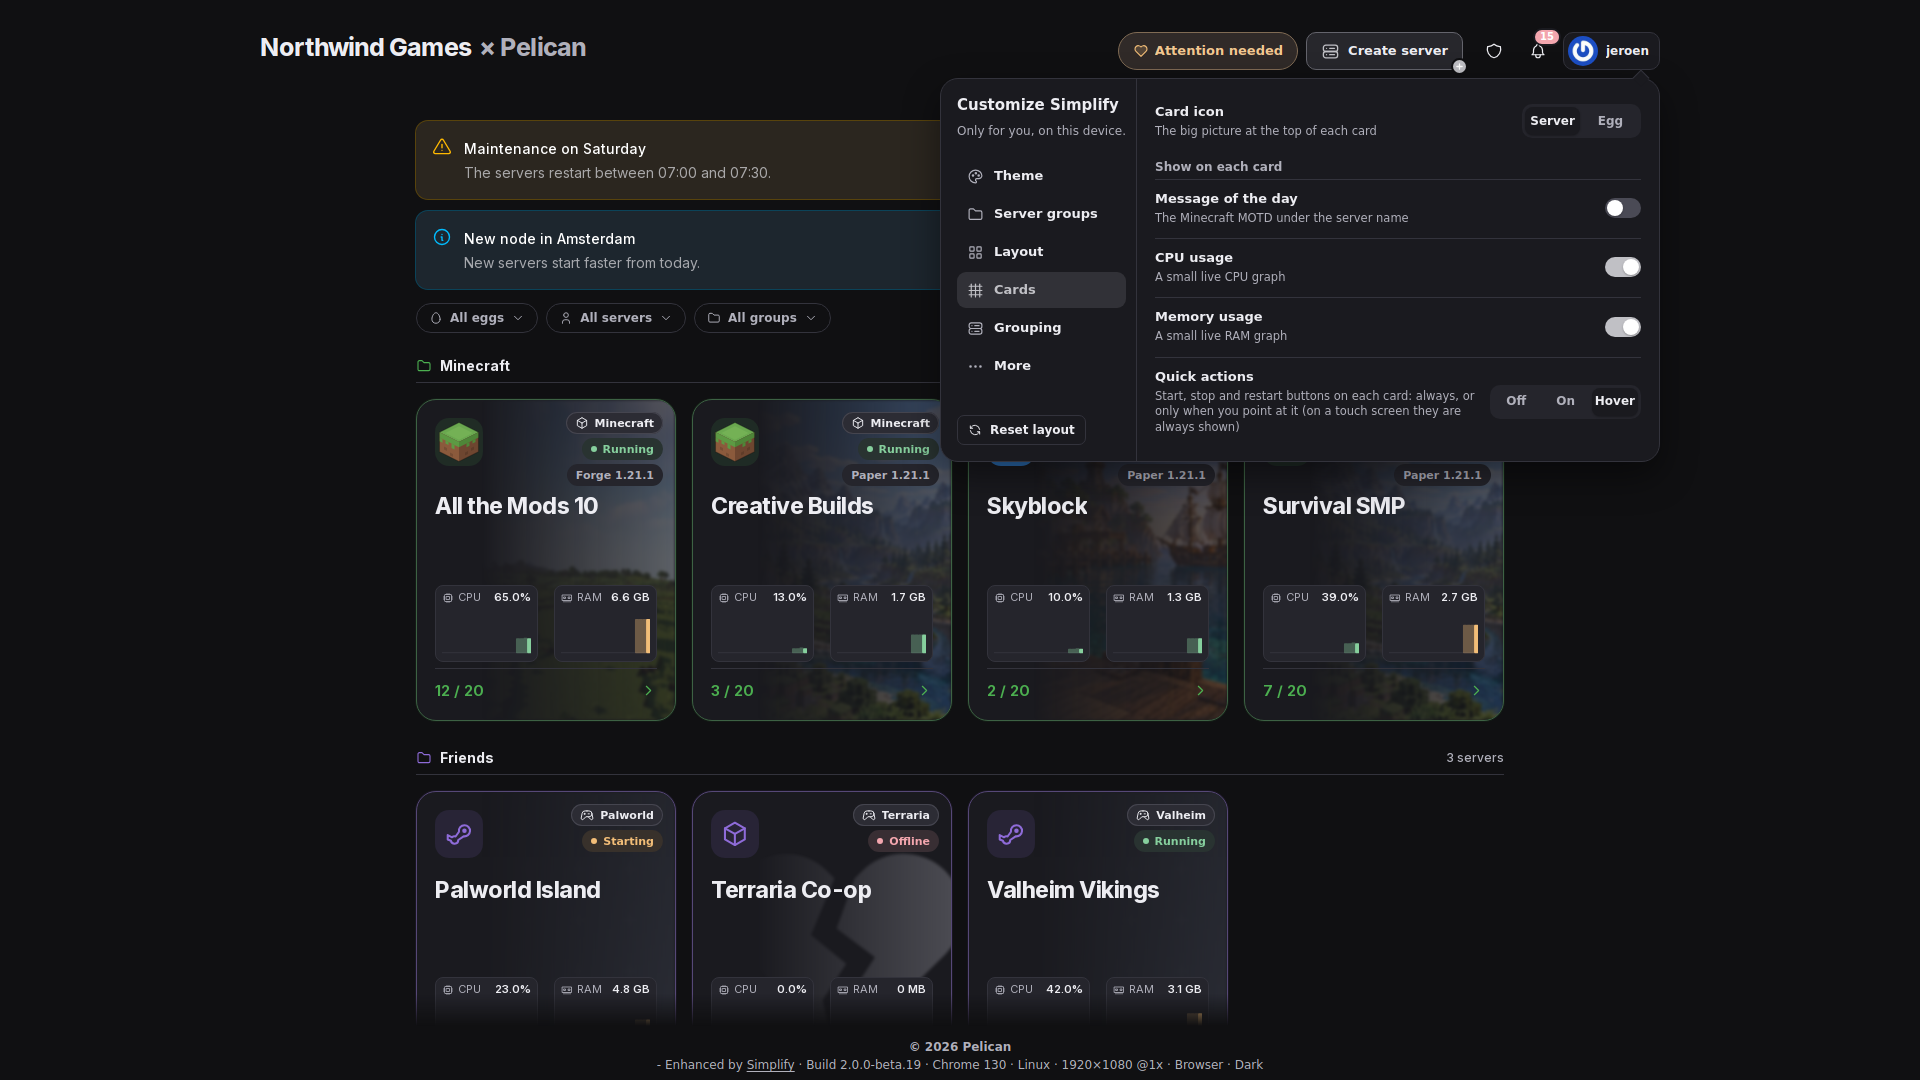 Northwind Games × Pelican
Attention needed
Create server
15
jeroen
Customize Simplify
Only for you, on this device.
Theme
Server groups
Layout
Cards
Grouping
More
Reset layout
Card icon
The big picture at the top of each card
Server
Egg
Show on each card
Message of the day
The Minecraft MOTD under the server name
CPU usage
A small live CPU graph
Memory usage
A small live RAM graph
Quick actions
Start, stop and restart buttons on each card: always, or
only when you point at it (on a touch screen they are
always shown)
Off
On
Hover
Maintenance on Saturday
The servers restart between 07:00 and 07:30.
New node in Amsterdam
New servers start faster from today.
All eggs
All servers
All groups
Minecraft
Minecraft
Running
Forge 1.21.1
All the Mods 10
CPU 65.0%
RAM 6.6 GB
12 / 20
Minecraft
Running
Paper 1.21.1
Creative Builds
CPU 13.0%
RAM 1.7 GB
3 / 20
Paper 1.21.1
Skyblock
CPU 10.0%
RAM 1.3 GB
2 / 20
Paper 1.21.1
Survival SMP
CPU 39.0%
RAM 2.7 GB
7 / 20
Friends
3 servers
Palworld
Starting
Palworld Island
CPU 23.0%
RAM 4.8 GB
Terraria
Offline
Terraria Co-op
CPU 0.0%
RAM 0 MB
Valheim
Running
Valheim Vikings
CPU 42.0%
RAM 3.1 GB
© 2026 Pelican
- Enhanced by Simplify · Build 2.0.0-beta.19 · Chrome 130 · Linux · 1920×1080 @1x · Browser · Dark